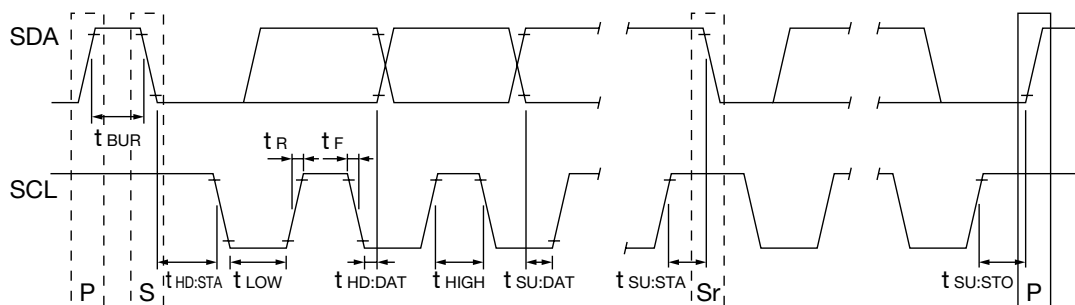 SDA
t BUR
t R
t F
SCL
t HD:STA
t LOW
t HD:DAT
t HIGH
t SU:DAT
t SU:STA
t SU:STO
P
S
Sr
P